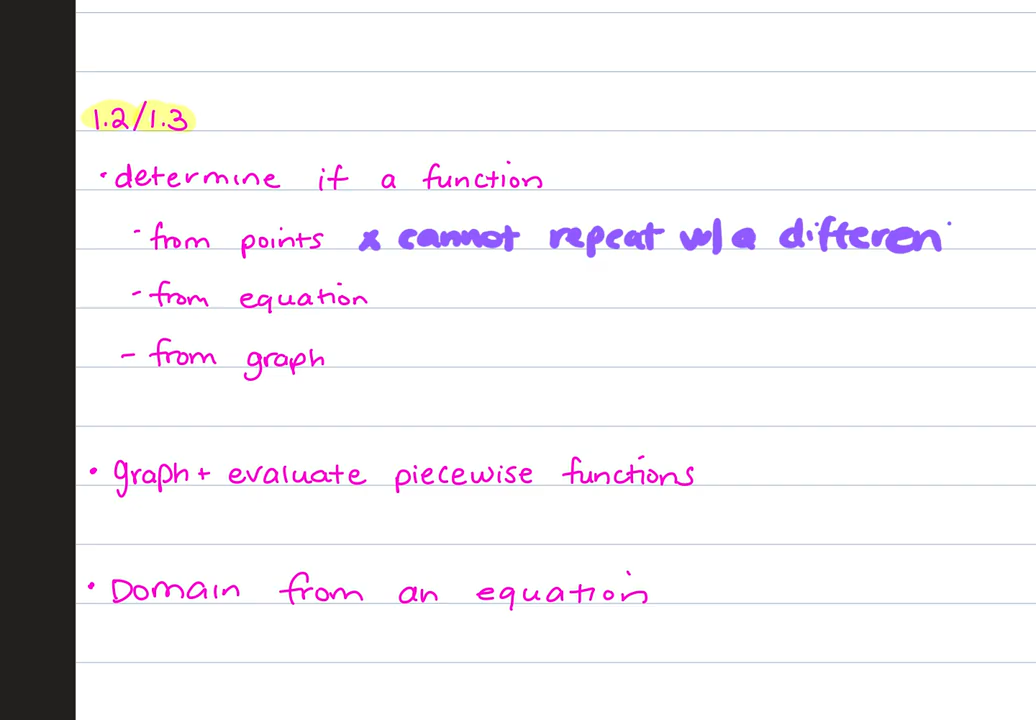 1.2/1.3
· determine if a function
- from points x cannot repeat w/ a differen
- from equation
- from graph
• graph + evaluate piecewise functions
• Domain from an equation